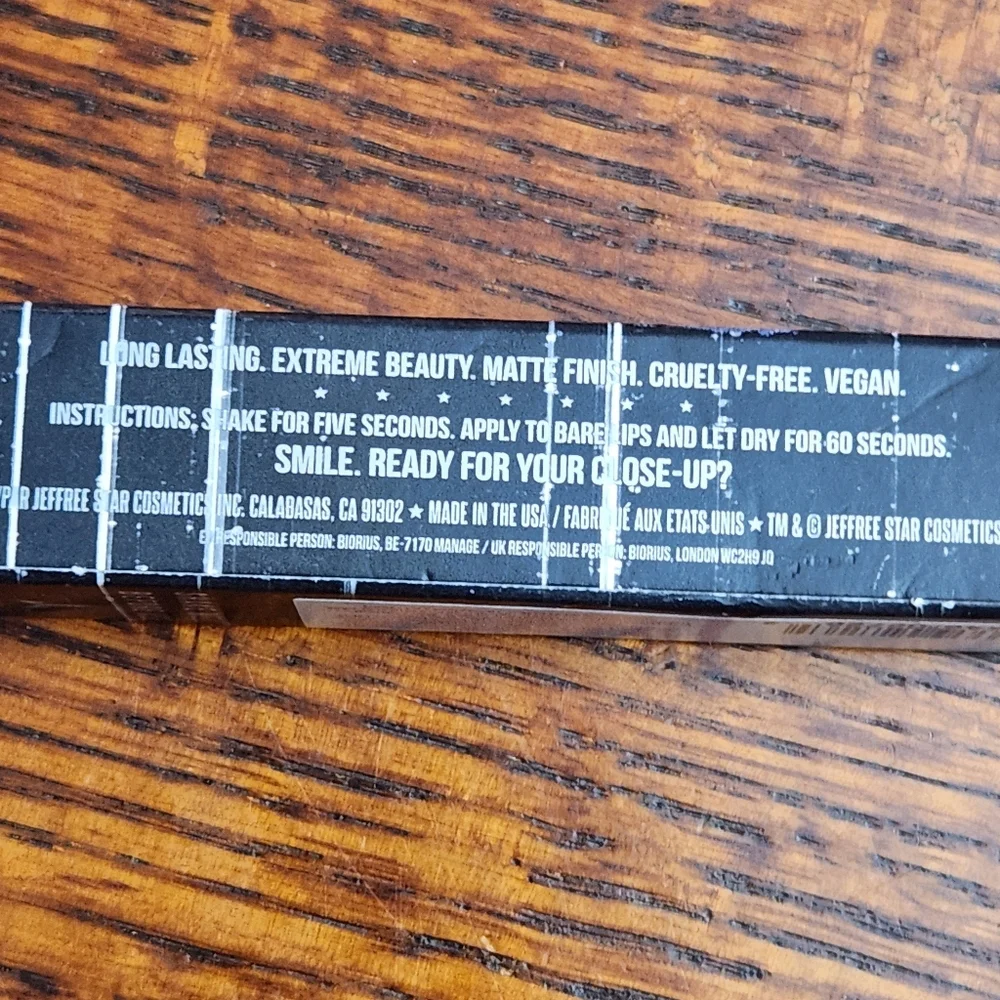 LONG LASTING. EXTREME BEAUTY. MATTE FINISH. CRUELTY-FREE. VEGAN.
INSTRUCTIONS: SHAKE FOR FIVE SECONDS. APPLY TO BARE LIPS AND LET DRY FOR 60 SECONDS.
SMILE. READY FOR YOUR CLOSE-UP?
/PAR JEFFREE STAR COSMETICS, INC. CALABASAS, CA 91302 ★ MADE IN THE USA / FABRIQUÉ AUX ETATS-UNIS ★ TM & © JEFFREE STAR COSMETICS
EU RESPONSIBLE PERSON: BIORIUS, BE-7170 MANAGE / UK RESPONSIBLE PERSON: BIORIUS, LONDON WC2H9 JQ